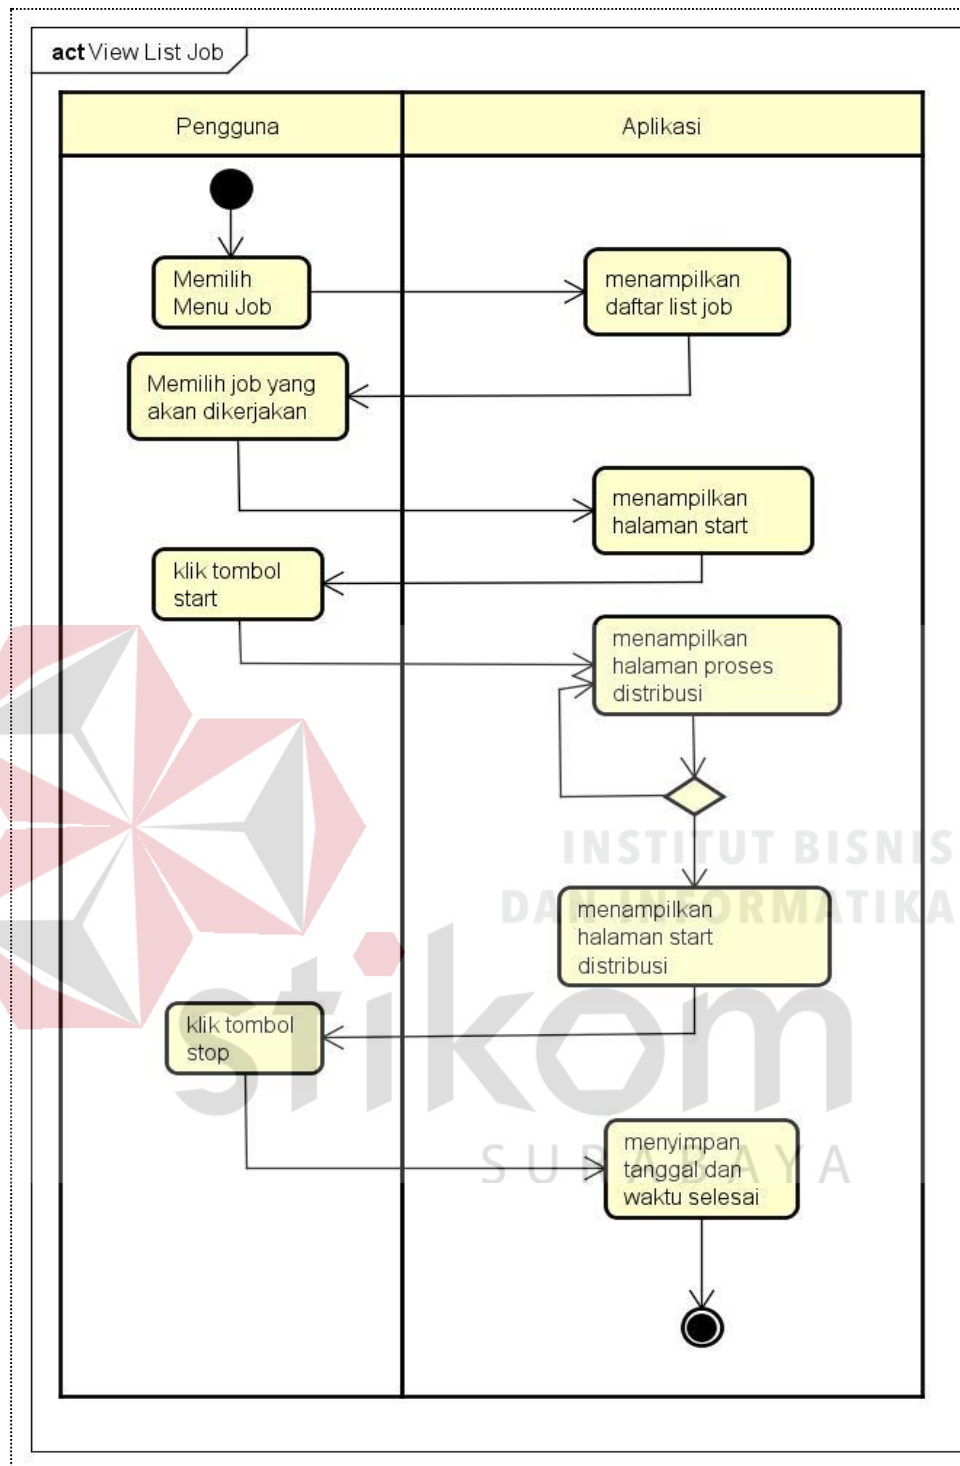 act View List Job
Pengguna
Aplikasi
Memilih
Menu Job
menampilkan
daftar list job
Memilih job yang
akan dikerjakan
menampilkan
halaman start
klik tombol
start
menampilkan
halaman proses
distribusi
INSTITUT BISNIS
DAN INFORMATIKA
menampilkan
halaman start
distribusi
stikom
klik tombol
stop
SURABAYA
menyimpan
tanggal dan
waktu selesai